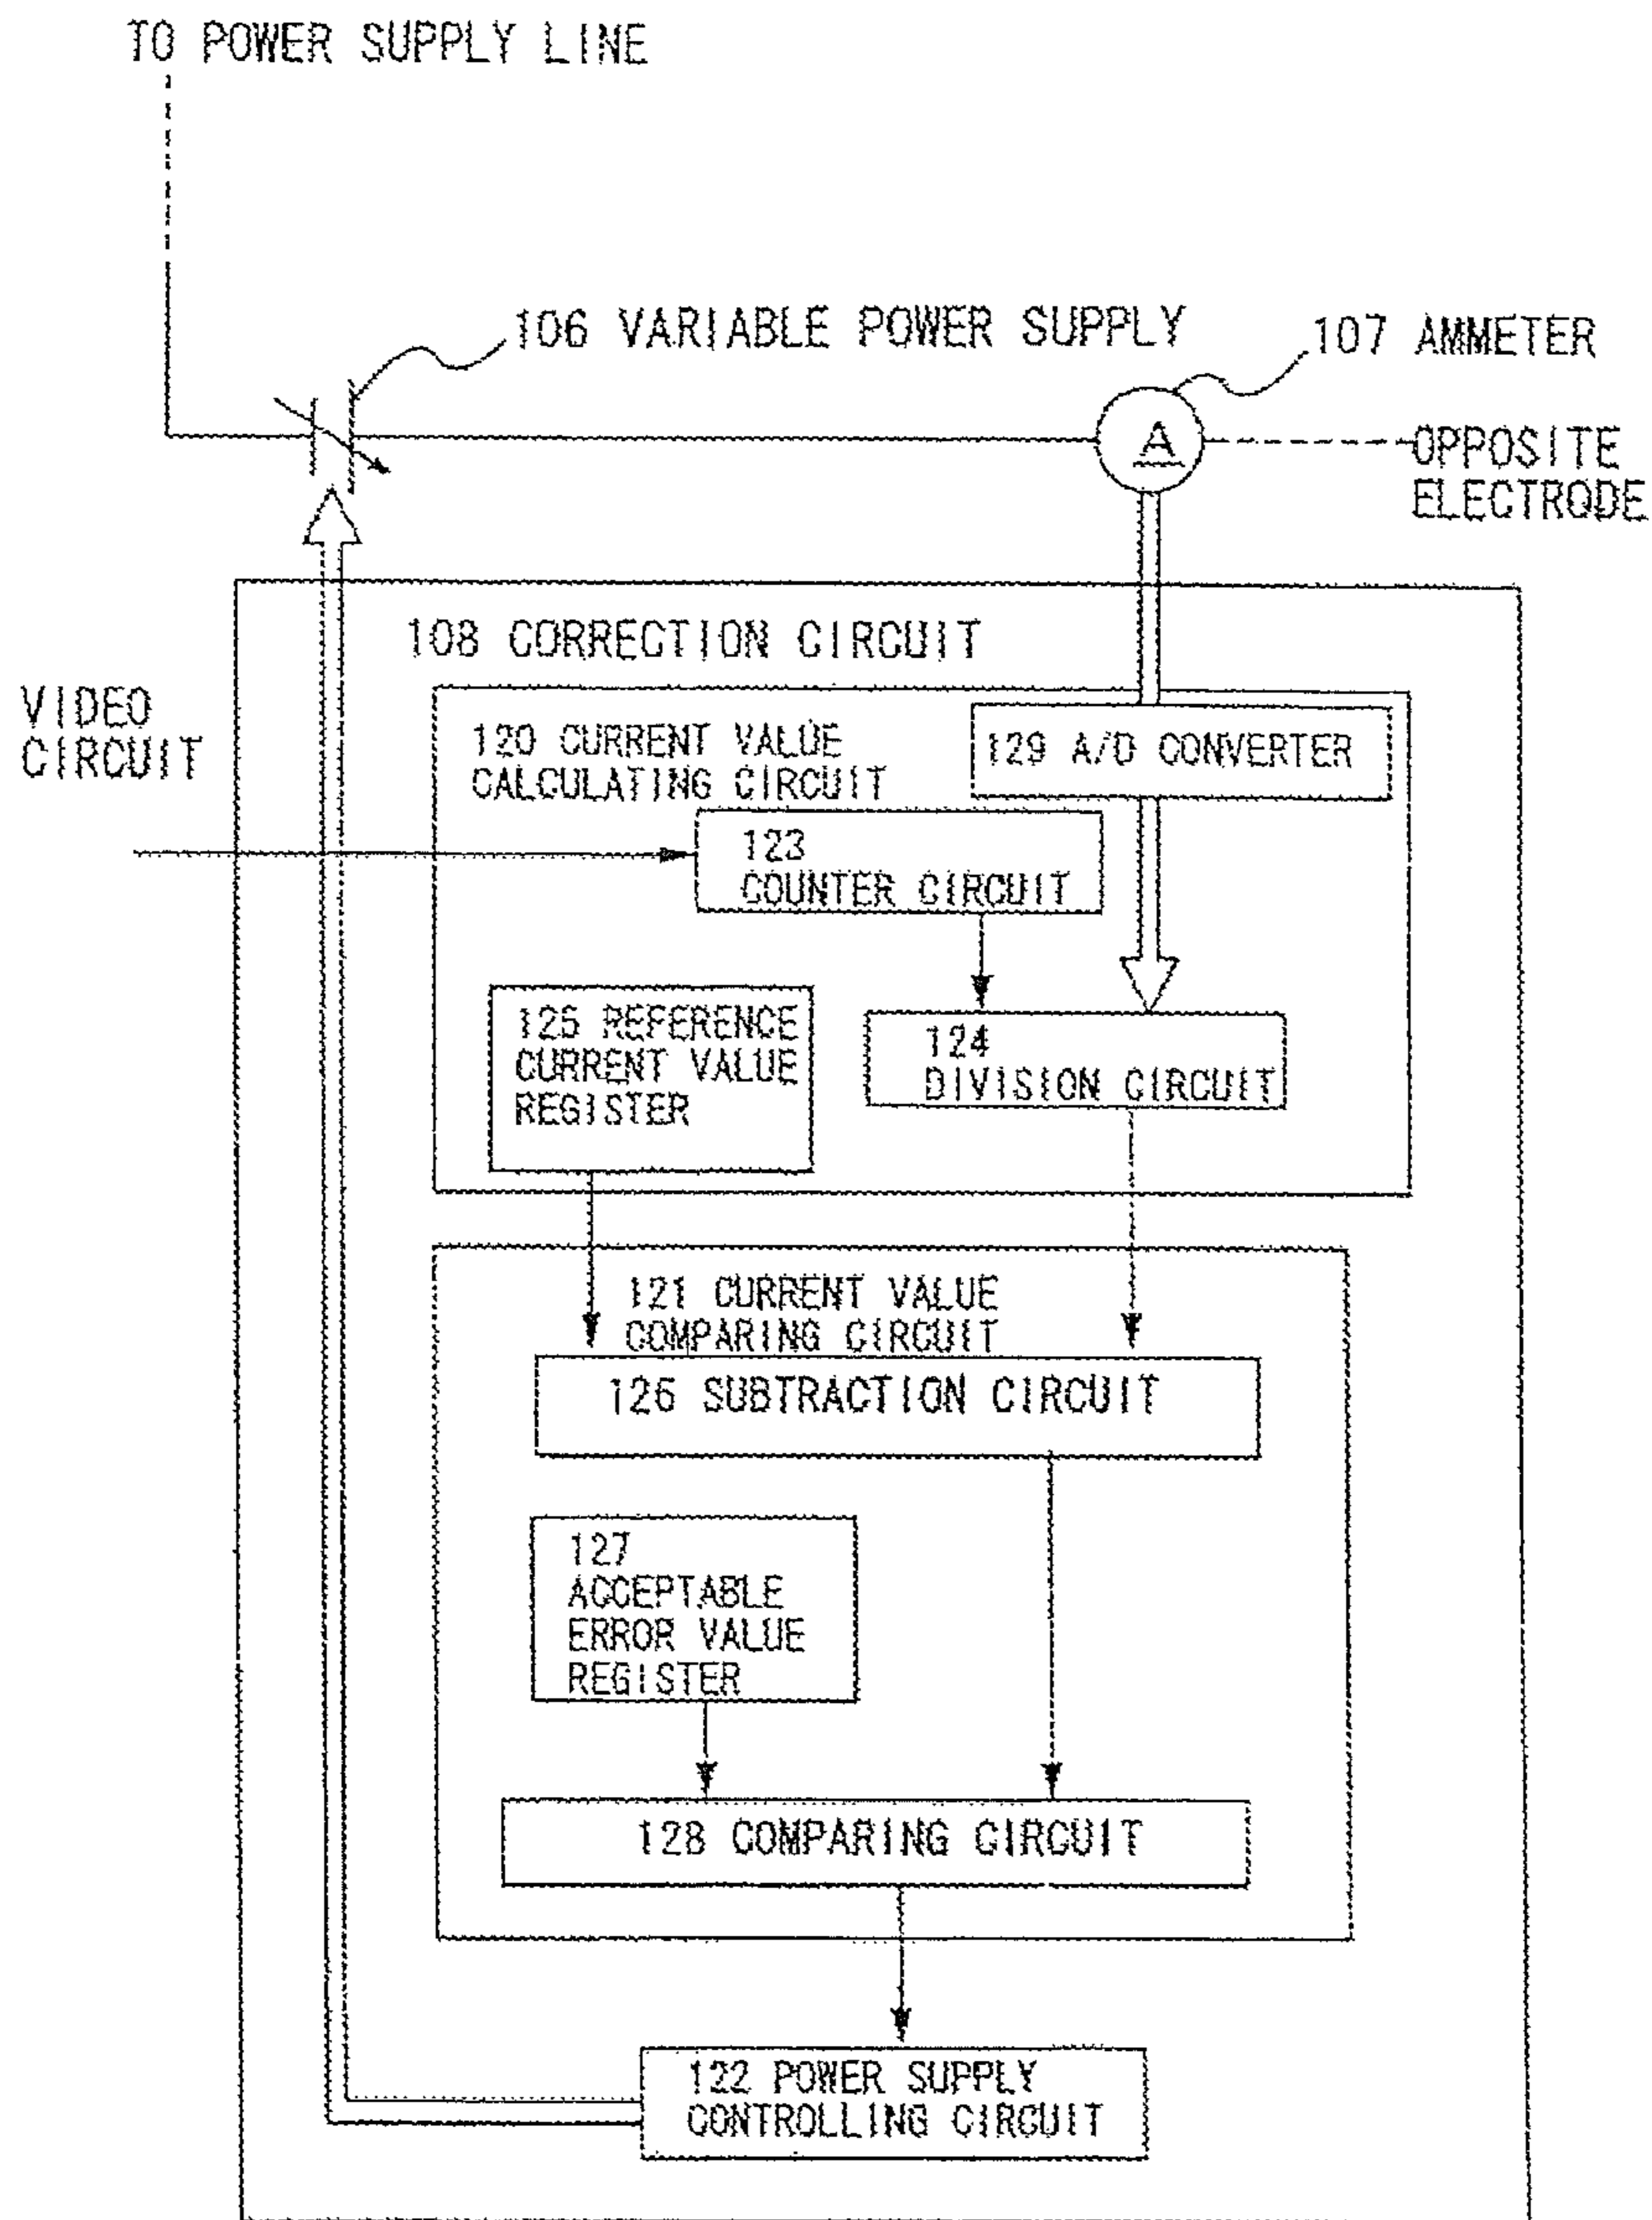 TO POWER SUPPLY LINE
106 VARIABLE POWER SUPPLY
107 AMMETER
A
OPPOSITE
ELECTRODE
108 CORRECTION CIRCUIT
VIDEO
CIRCUIT
120 CURRENT VALUE
CALCULATING CIRCUIT
129 A/D CONVERTER
123
COUNTER CIRCUIT
125 REFERENCE
CURRENT VALUE
REGISTER
124
DIVISION CIRCUIT
121 CURRENT VALUE
COMPARING CIRCUIT
126 SUBTRACTION CIRCUIT
127
ACCEPTABLE
ERROR VALUE
REGISTER
128 COMPARING CIRCUIT
122 POWER SUPPLY
CONTROLLING CIRCUIT